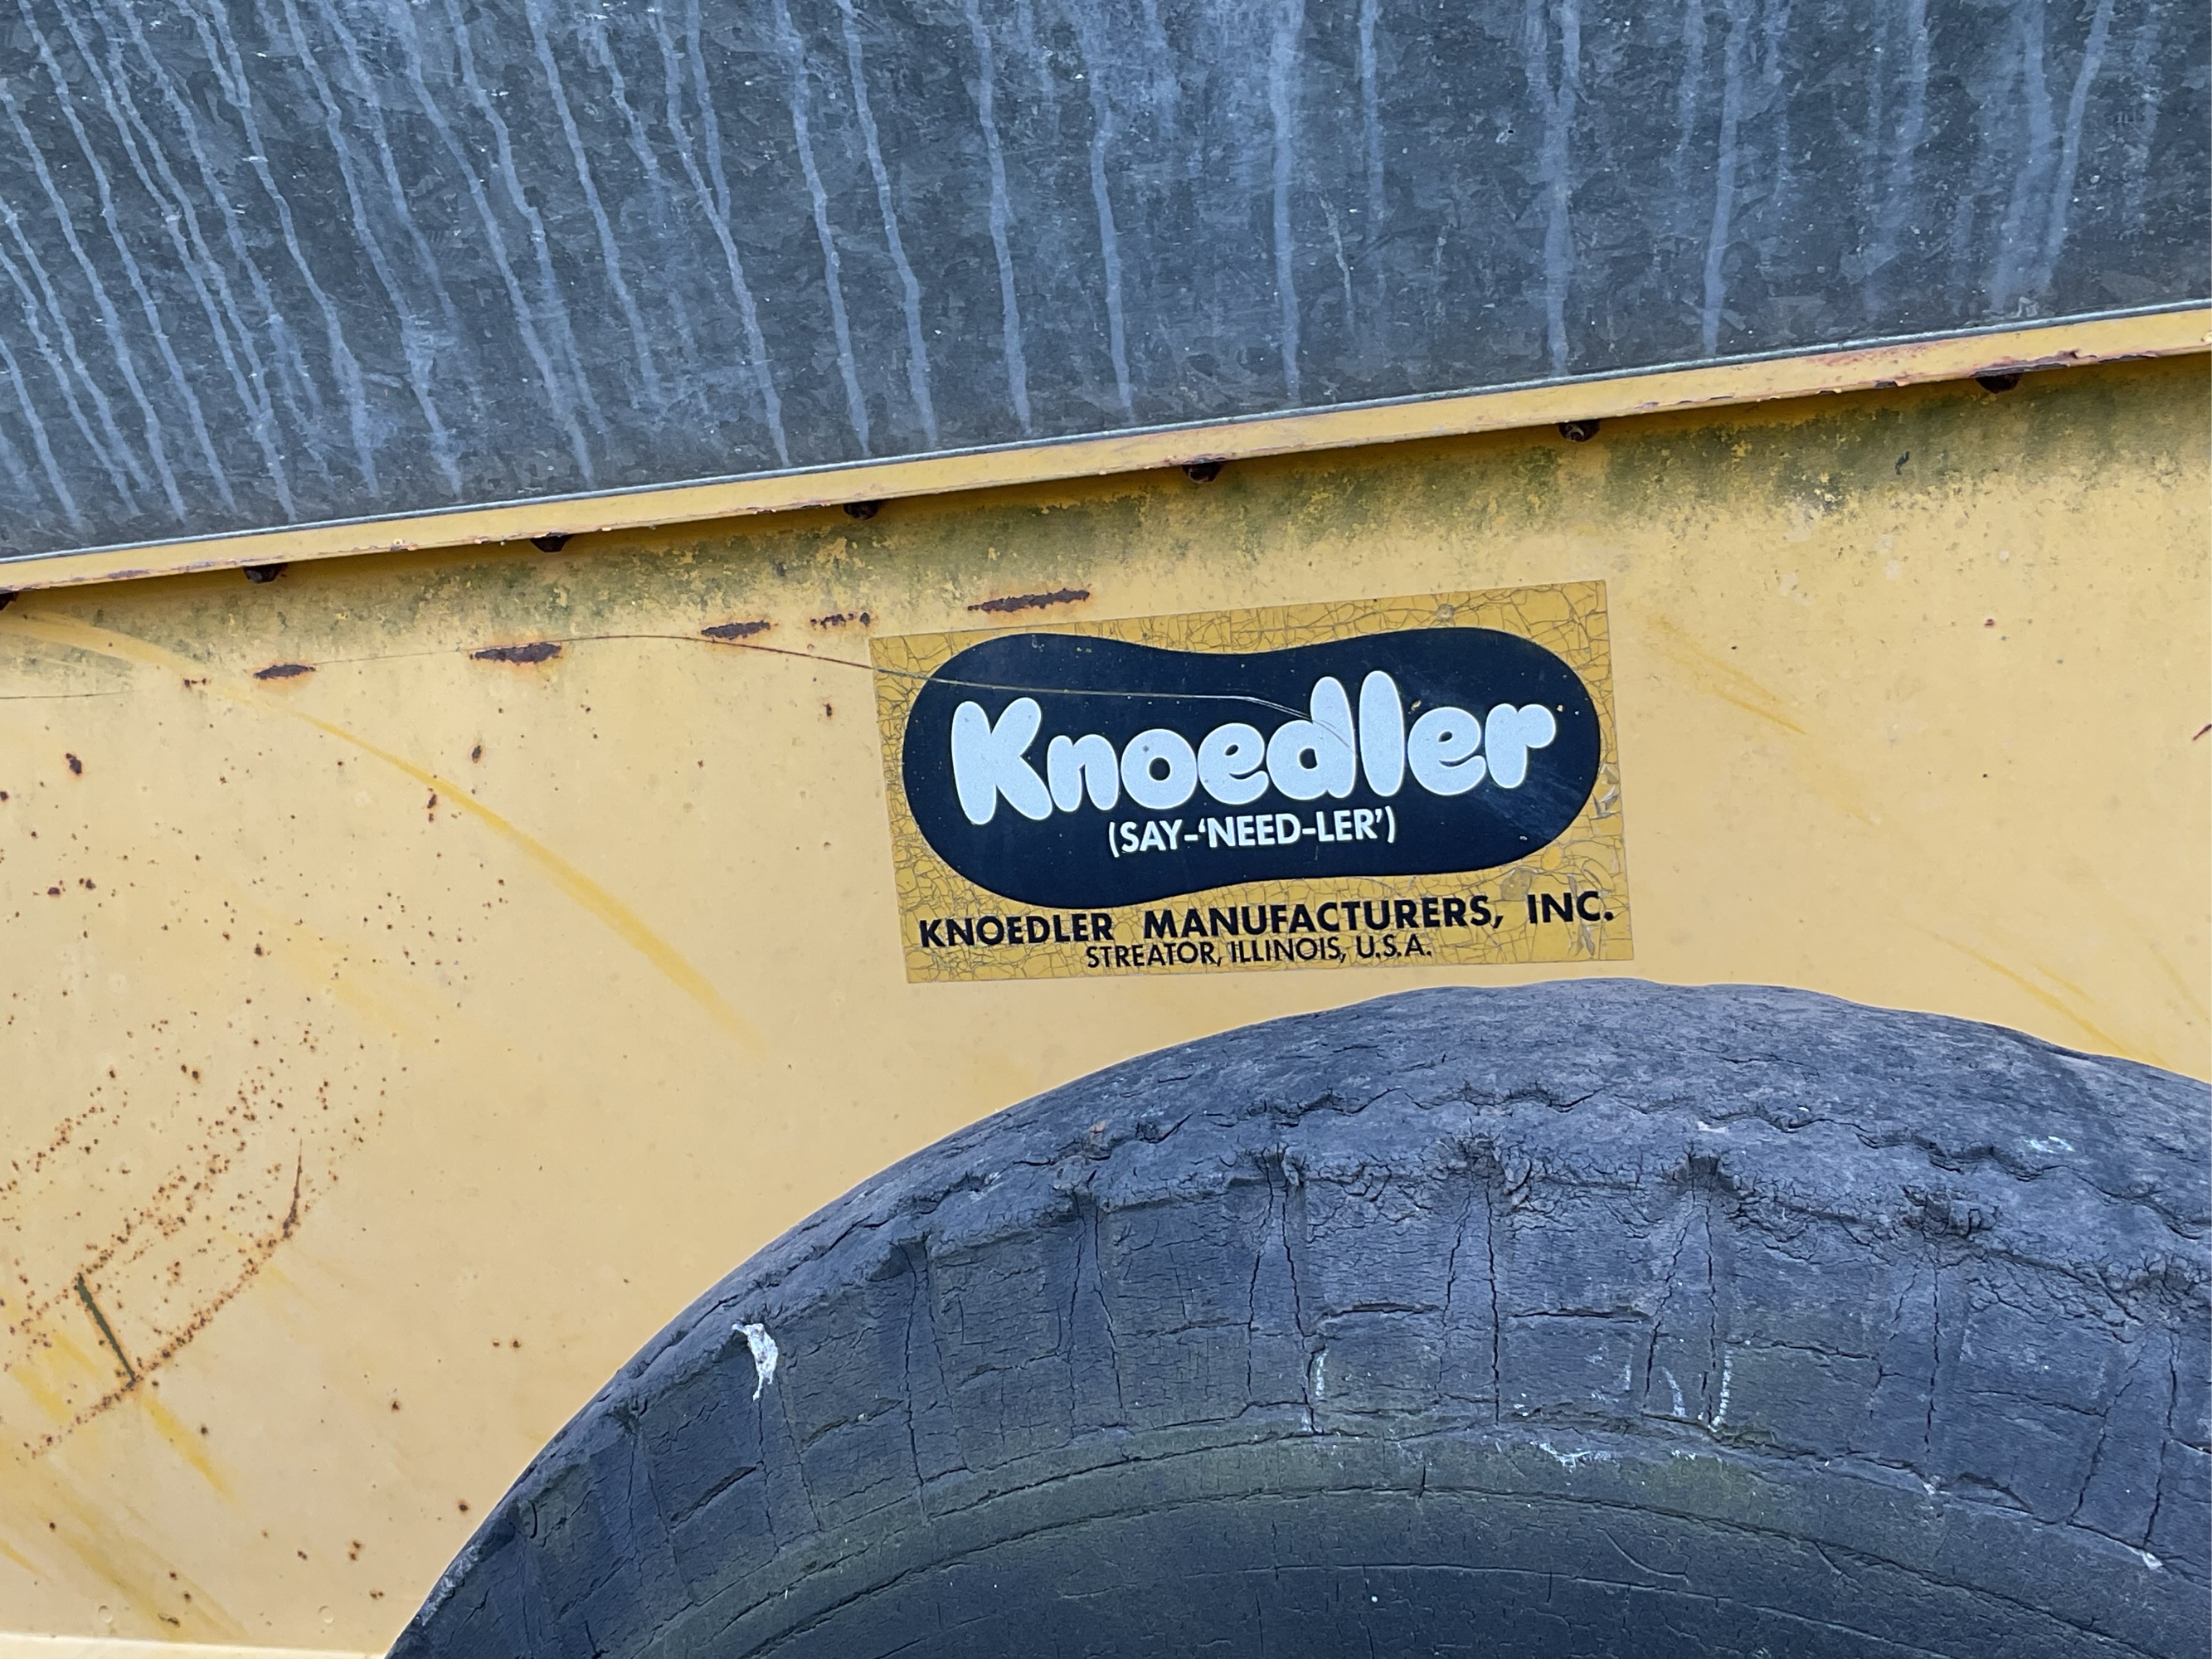 Knoedler
(SAY-‘NEED-LER’)
KNOEDLER MANUFACTURERS, INC.
STREATOR, ILLINOIS, U.S.A.